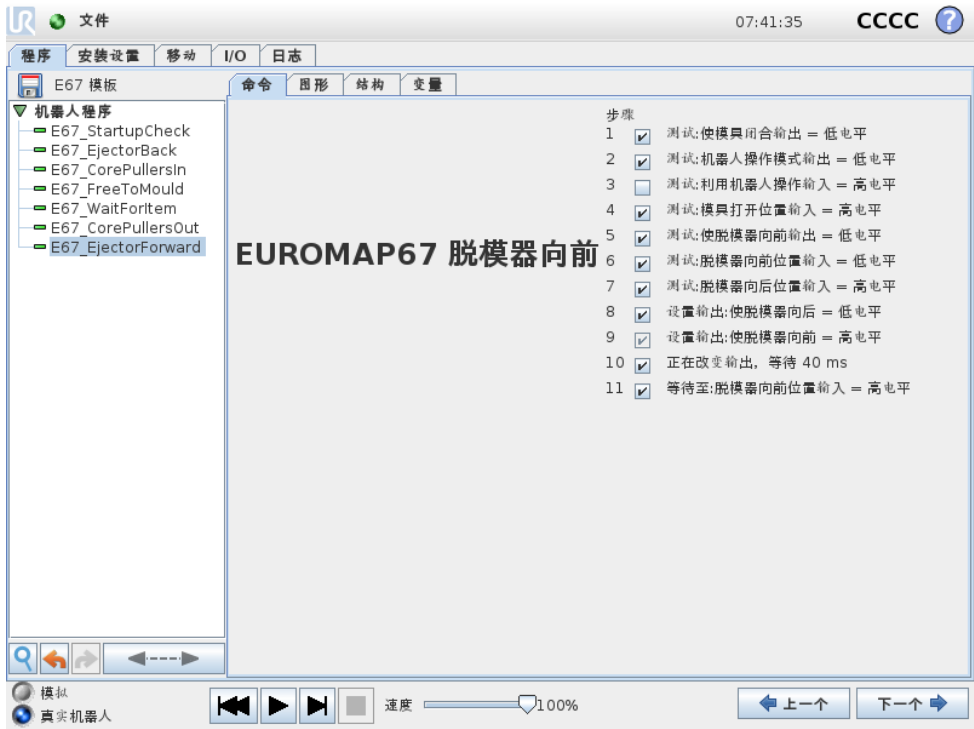 UR 文件 07:41:35 CCCC ?
程序 安装设置 移动 I/O 日志
E67 模板 命令 图形 结构 变量
机器人程序
E67_StartupCheck
E67_EjectorBack
E67_CorePullersIn
E67_FreeToMould
E67_WaitForItem
E67_CorePullersOut
E67_EjectorForward
EUROMAP67 脱模器向前
步骤
1 测试:使模具闭合输出 = 低电平
2 测试:机器人操作模式输出 = 低电平
3 测试:利用机器人操作输入 = 高电平
4 测试:模具打开位置输入 = 高电平
5 测试:使脱模器向前输出 = 低电平
6 测试:脱模器向前位置输入 = 低电平
7 测试:脱模器向后位置输入 = 高电平
8 设置输出:使脱模器向后 = 低电平
9 设置输出:使脱模器向前 = 高电平
10 正在改变输出，等待 40 ms
11 等待至:脱模器向前位置输入 = 高电平
模拟
真实机器人
速度 100%
上一个 下一个